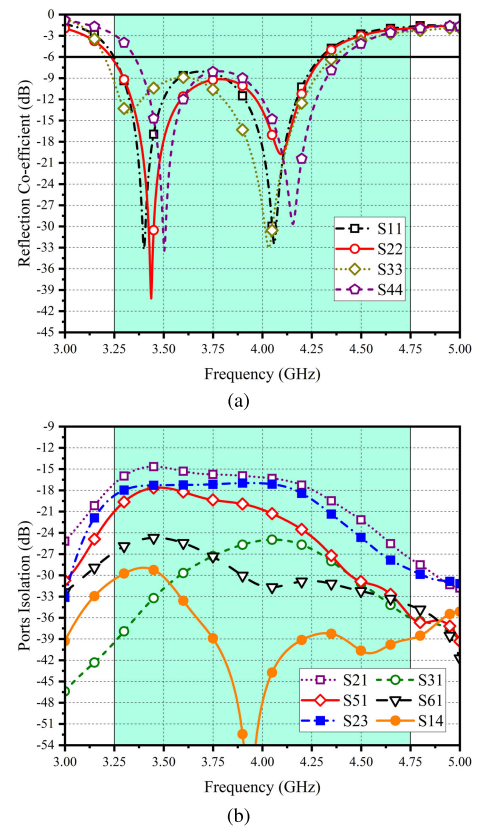 0
-3
-6
-9
-12
-15
-18
-21
-24
-27
-30
-33
-36
-39
-42
-45
Reflection Co-efficient (dB)
S11
S22
S33
S44
3.00 3.25 3.50 3.75 4.00 4.25 4.50 4.75 5.00
Frequency (GHz)
(a)
-9
-12
-15
-18
-21
-24
-27
-30
-33
-36
-39
-42
-45
-48
-51
-54
Ports Isolation (dB)
S21 S31
S51 S61
S23 S14
3.00 3.25 3.50 3.75 4.00 4.25 4.50 4.75 5.00
Frequency (GHz)
(b)